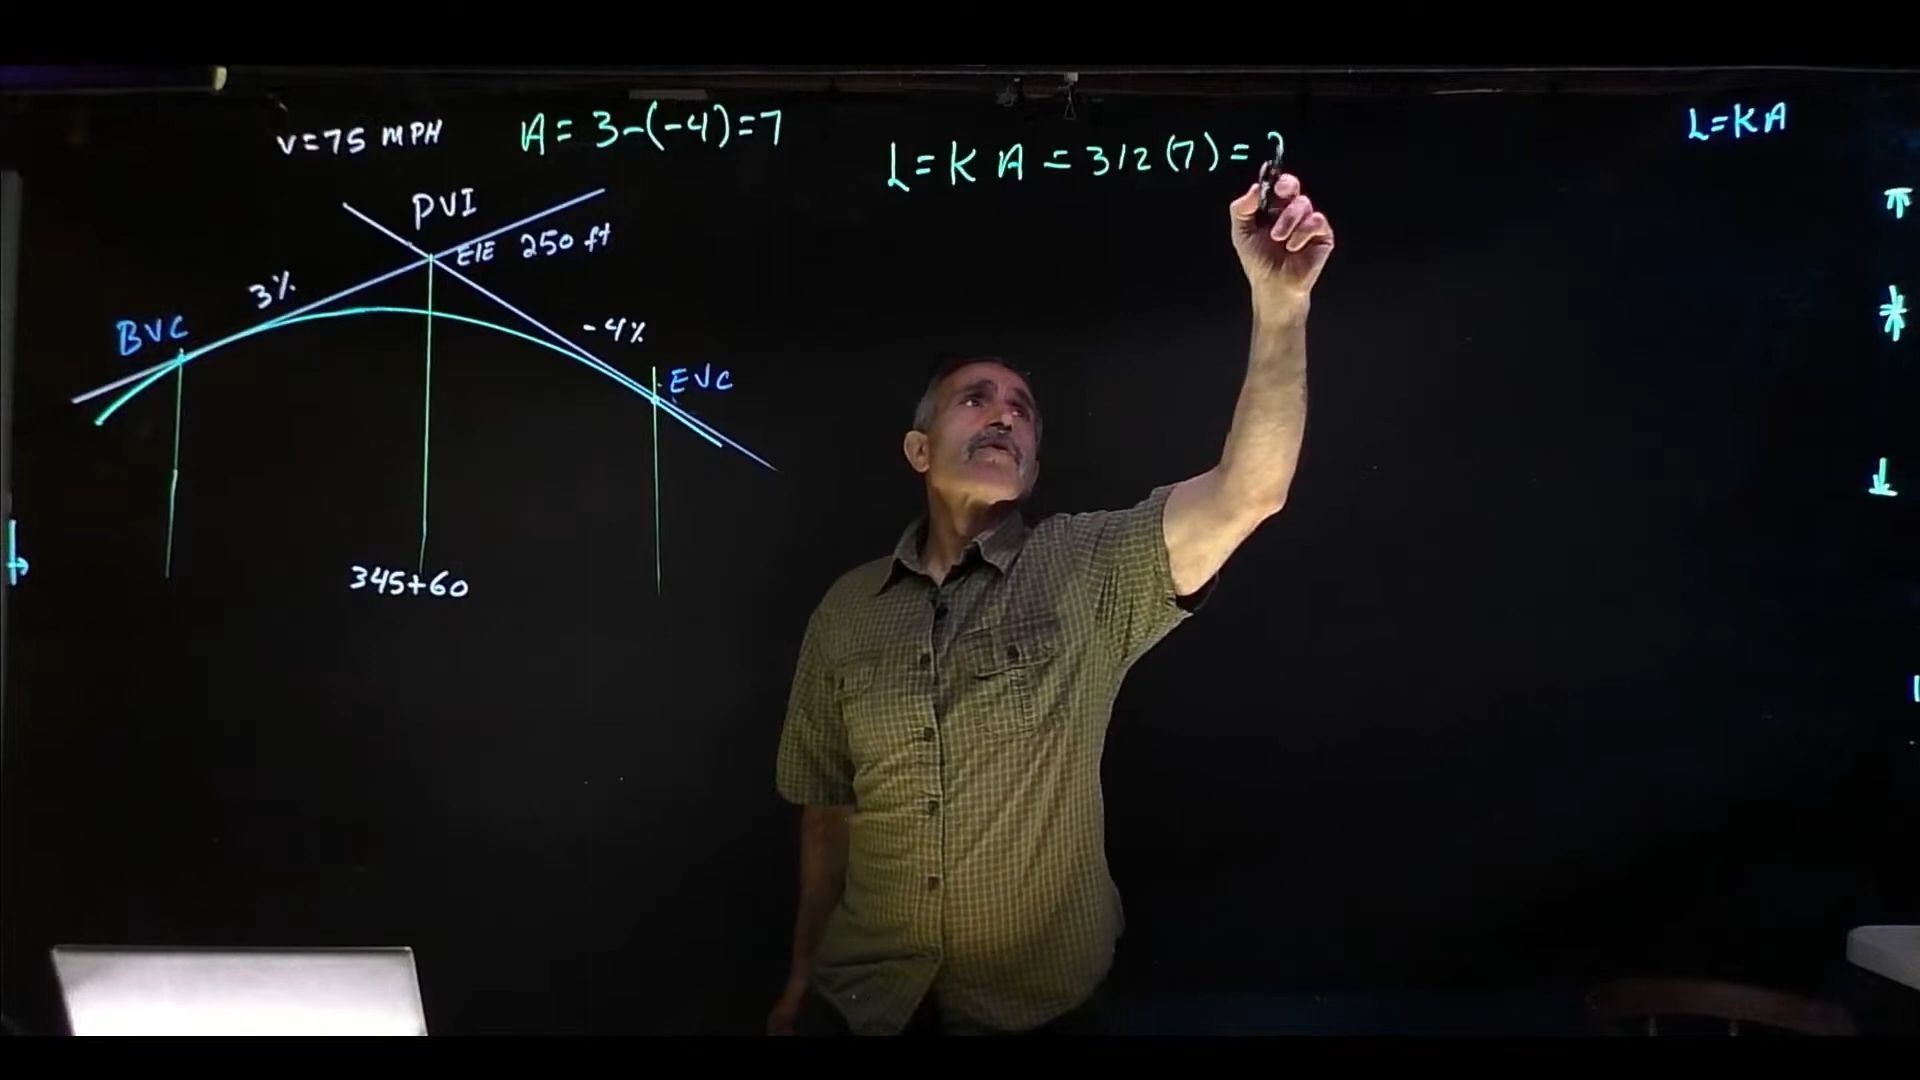 V=75 MPH
A = 3-(-4)=7
L= K A = 312 (7) =
L=KA
PVI
ElE 250 ft
3%
BVC
-4%
EVC
345+60